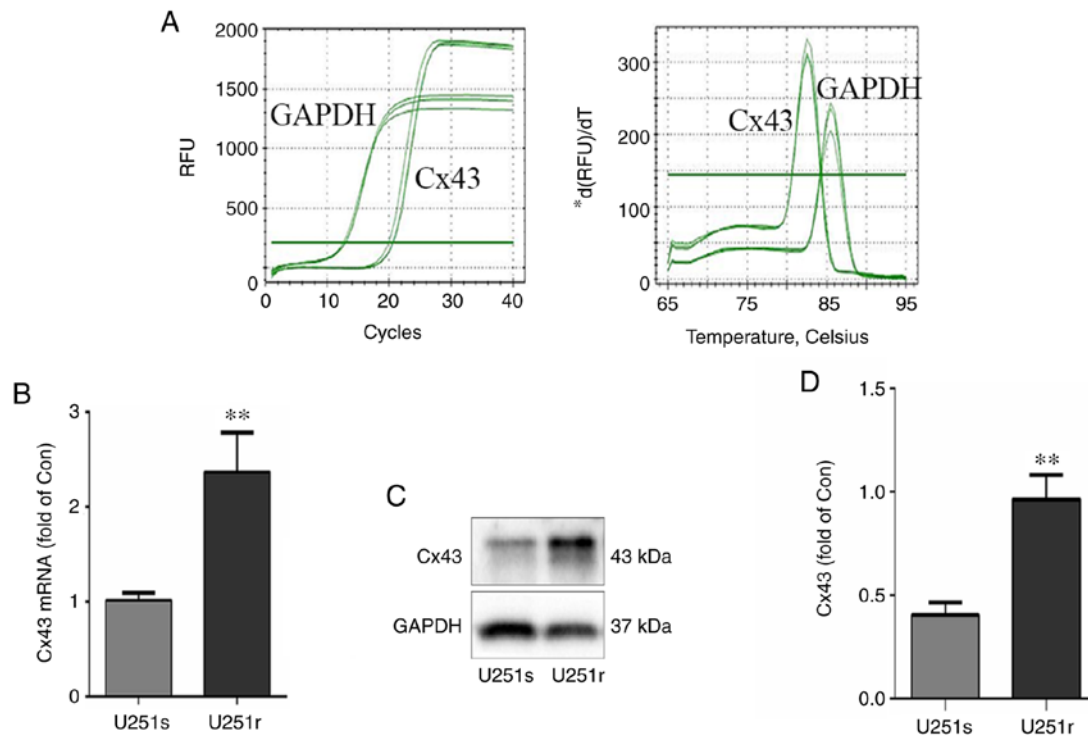 A
2000
1500
1000
500
0
RFU
GAPDH
Cx43
0 10 20 30 40
Cycles
300
200
100
0
*d(RFU)/dT
Cx43
GAPDH
65 75 85 95
Temperature, Celsius
B
3
2
1
0
Cx43 mRNA (fold of Con)
**
U251s U251r
C
Cx43 43 kDa
GAPDH 37 kDa
U251s U251r
D
1.5
1.0
0.5
0.0
Cx43 (fold of Con)
**
U251s U251r